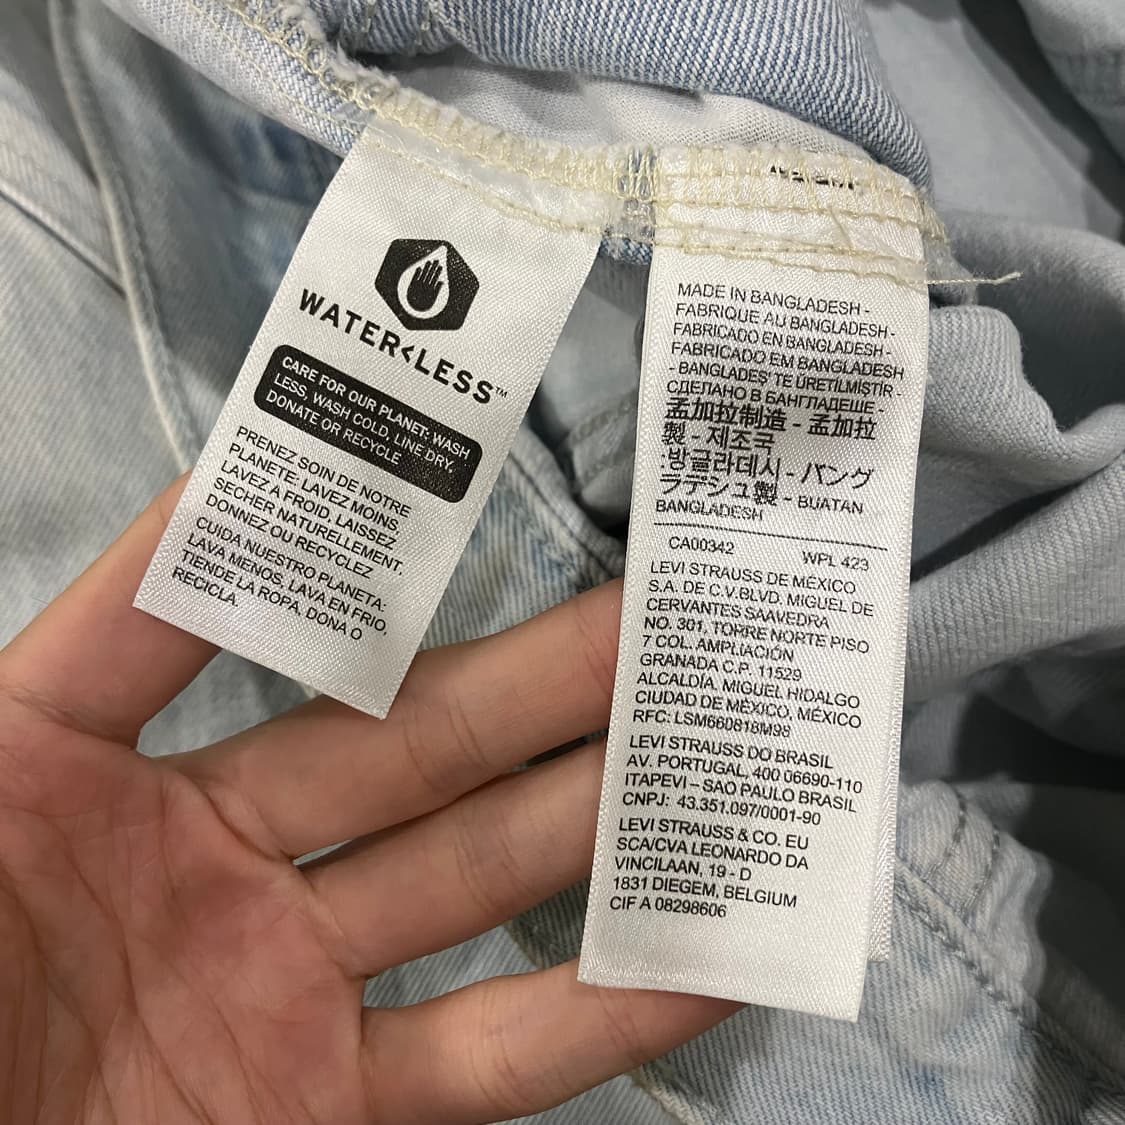 WATER<LESS™
CARE FOR OUR PLANET: WASH
LESS, WASH COLD, LINE DRY,
DONATE OR RECYCLE
PRENEZ SOIN DE NOTRE
PLANETE: LAVEZ MOINS,
LAVEZ A FROID, LAISSEZ
SECHER NATURELLEMENT,
DONNEZ OU RECYCLEZ
CUIDA NUESTRO PLANETA:
LAVA MENOS, LAVA EN FRIO,
TIENDE LA ROPA, DONA O
RECICLA.
MADE IN BANGLADESH -
FABRIQUE AU BANGLADESH -
FABRICADO EN BANGLADESH -
FABRICADO EM BANGLADESH
- BANGLADEŞ' TE ÜRETİLMİŞTİR -
СДЕЛАНО В БАНГЛАДЕШЕ -
孟加拉制造 - 孟加拉
製 - 제조국
:방글라데시 - バング
ラデシュ製 - BUATAN
BANGLADESH
CA00342 WPL 423
LEVI STRAUSS DE MÉXICO
S.A. DE C.V.BLVD. MIGUEL DE
CERVANTES SAAVEDRA
NO. 301, TORRE NORTE PISO
7 COL. AMPLIACIÓN
GRANADA C.P. 11529
ALCALDÍA, MIGUEL HIDALGO
CIUDAD DE MÉXICO, MÉXICO
RFC: LSM660818M98
LEVI STRAUSS DO BRASIL
AV. PORTUGAL, 400 06690-110
ITAPEVI – SAO PAULO BRASIL
CNPJ: 43.351.097/0001-90
LEVI STRAUSS & CO. EU
SCA/CVA LEONARDO DA
VINCILAAN, 19 - D
1831 DIEGEM, BELGIUM
CIF A 08298606